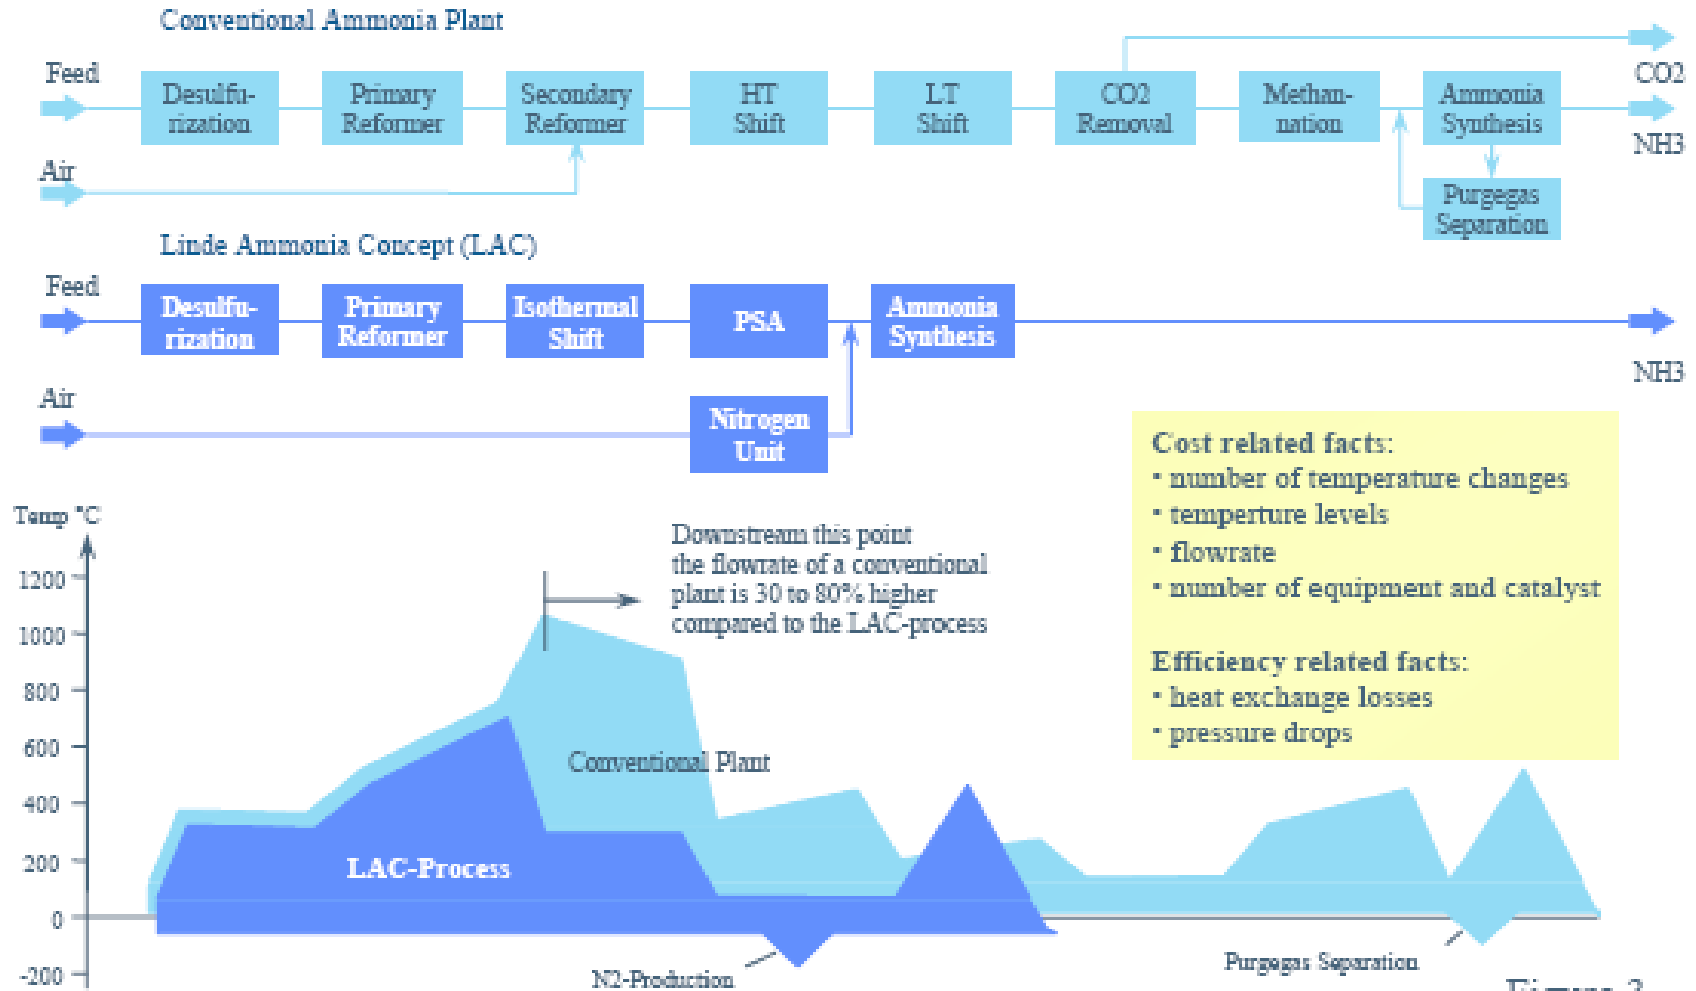 Conventional Ammonia Plant
Feed
CO2
Desulfu-
rization
Primary
Reformer
Secondary
Reformer
HT
Shift
LT
Shift
CO2
Removal
Methan-
nation
Ammonia
Synthesis
NH3
Air
Purgegas
Separation
Linde Ammonia Concept (LAC)
Feed
Desulfu-
rization
Primary
Reformer
Isothermal
Shift
PSA
Ammonia
Synthesis
NH3
Air
Nitrogen
Unit
Cost related facts:
• number of temperature changes
• temperture levels
• flowrate
• number of equipment and catalyst
Efficiency related facts:
• heat exchange losses
• pressure drops
Temp °C
Downstream this point
the flowrate of a conventional
plant is 30 to 80% higher
compared to the LAC-process
1200
1000
800
600
400
200
0
-200
Conventional Plant
LAC-Process
N2-Production
Purgegas Separation